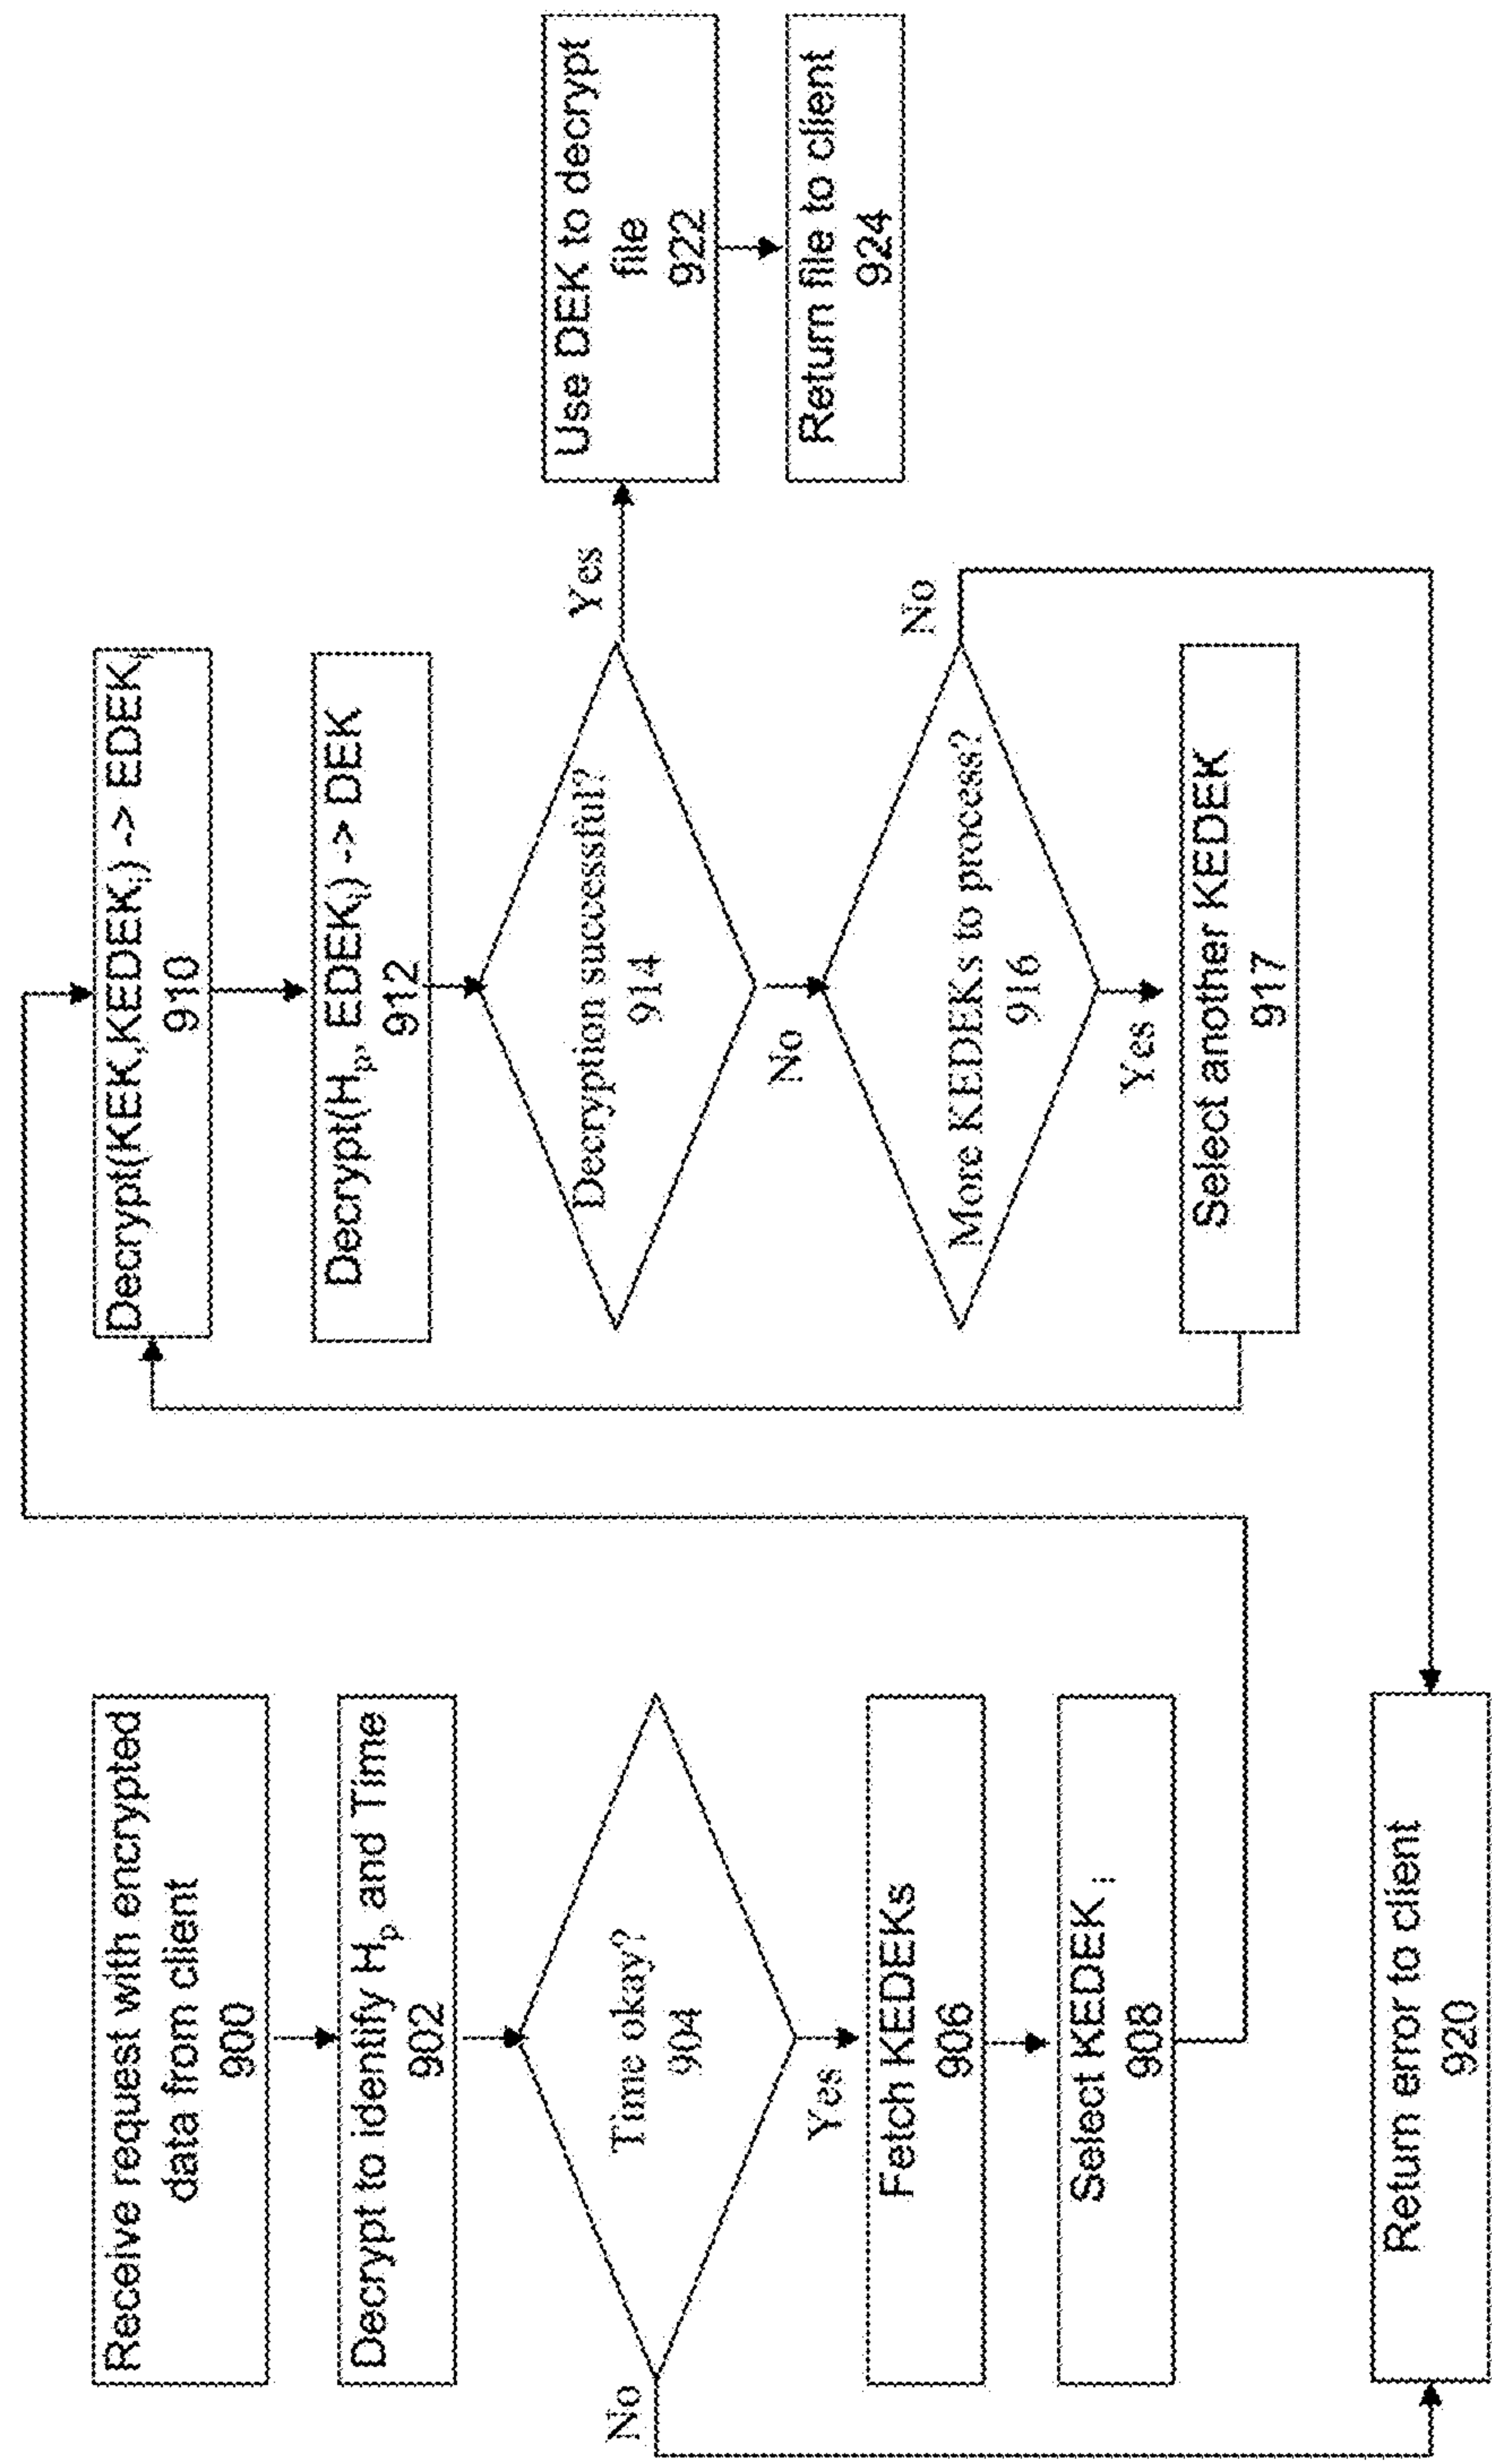 Receive request with encrypted
data from client
900
Decrypt to identify Hp and Time
902
Time okay?
904
No
Yes
Fetch KEDEKs
906
Select KEDEKi
908
Return error to client
920
Decrypt(KEK,KEDEKi) -> EDEKi
910
Decrypt(Hp, EDEKi) -> DEK
912
Decryption successful?
914
Yes
No
More KEDEKs to process?
916
No
Yes
Select another KEDEK
917
Use DEK to decrypt
file
922
Return file to client
924